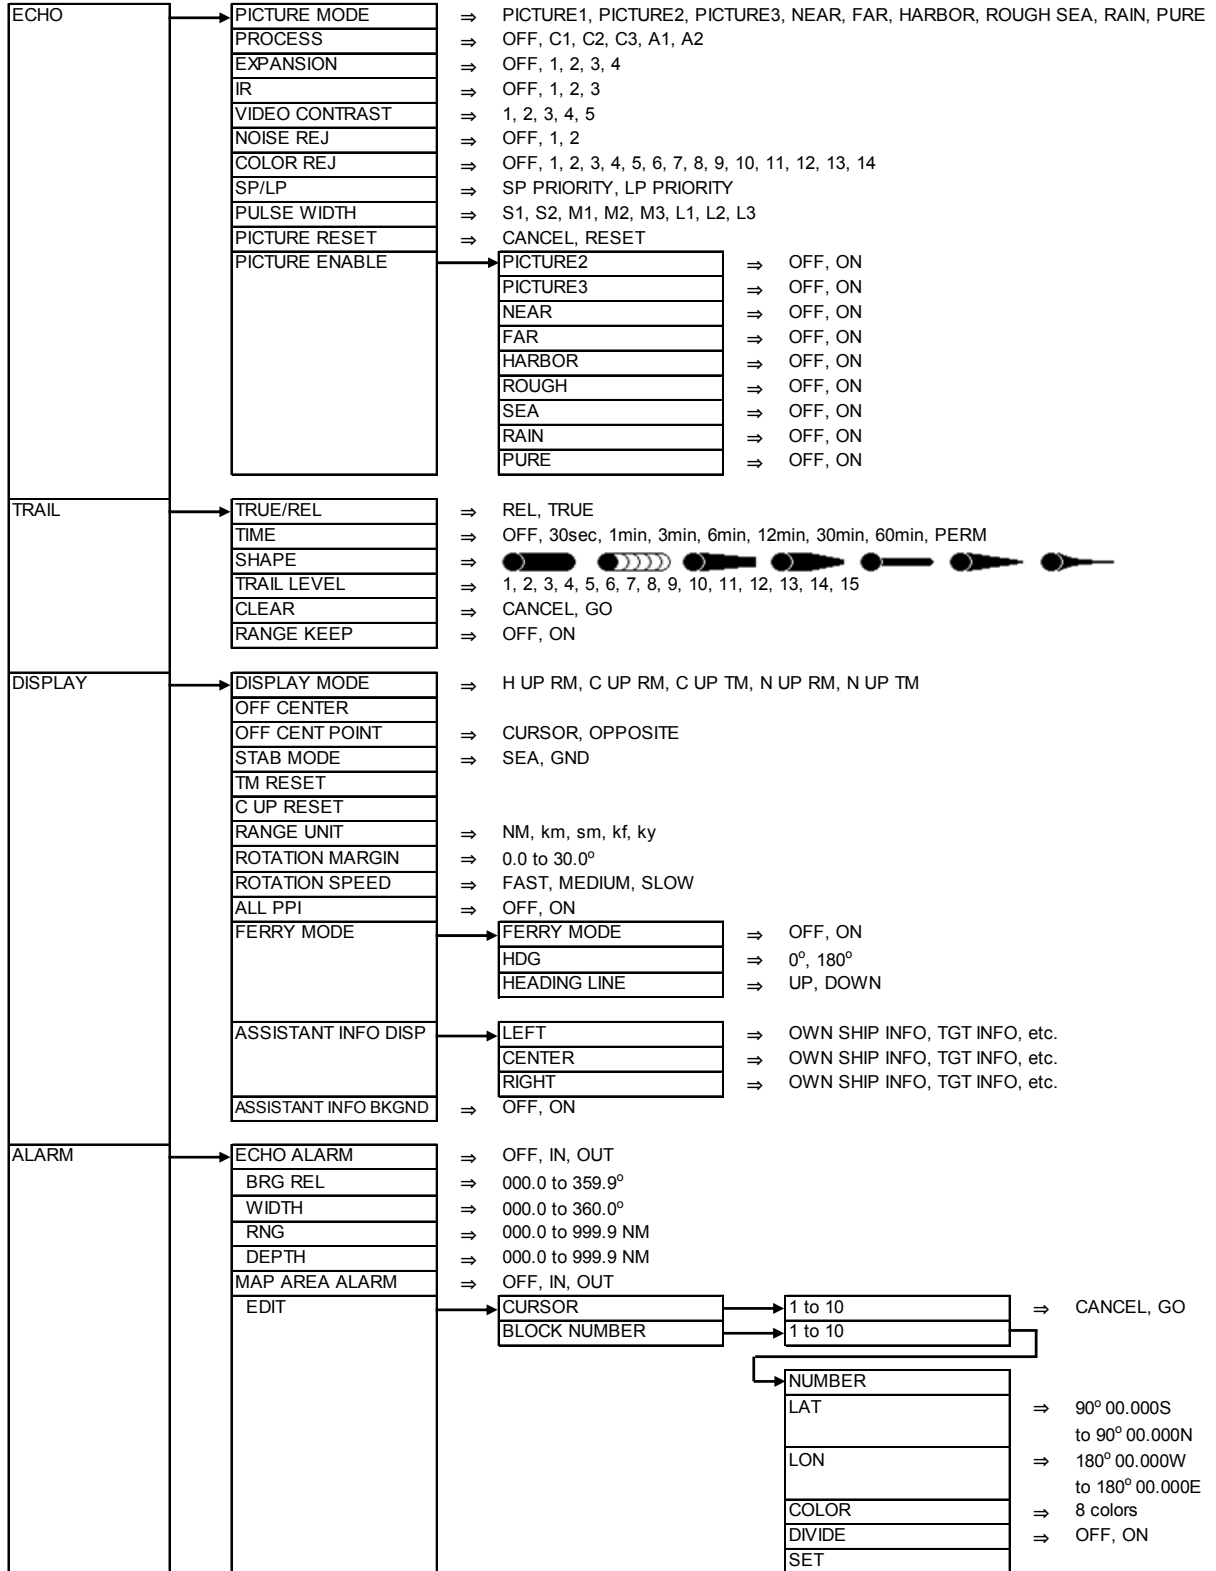 ECHO PICTURE MODE ⇒ PICTURE1, PICTURE2, PICTURE3, NEAR, FAR, HARBOR, ROUGH SEA, RAIN, PURE
PROCESS ⇒ OFF, C1, C2, C3, A1, A2
EXPANSION ⇒ OFF, 1, 2, 3, 4
IR ⇒ OFF, 1, 2, 3
VIDEO CONTRAST ⇒ 1, 2, 3, 4, 5
NOISE REJ ⇒ OFF, 1, 2
COLOR REJ ⇒ OFF, 1, 2, 3, 4, 5, 6, 7, 8, 9, 10, 11, 12, 13, 14
SP/LP ⇒ SP PRIORITY, LP PRIORITY
PULSE WIDTH ⇒ S1, S2, M1, M2, M3, L1, L2, L3
PICTURE RESET ⇒ CANCEL, RESET
PICTURE ENABLE PICTURE2 ⇒ OFF, ON
PICTURE3 ⇒ OFF, ON
NEAR ⇒ OFF, ON
FAR ⇒ OFF, ON
HARBOR ⇒ OFF, ON
ROUGH ⇒ OFF, ON
SEA ⇒ OFF, ON
RAIN ⇒ OFF, ON
PURE ⇒ OFF, ON
TRAIL TRUE/REL ⇒ REL, TRUE
TIME ⇒ OFF, 30sec, 1min, 3min, 6min, 12min, 30min, 60min, PERM
SHAPE ⇒
TRAIL LEVEL ⇒ 1, 2, 3, 4, 5, 6, 7, 8, 9, 10, 11, 12, 13, 14, 15
CLEAR ⇒ CANCEL, GO
RANGE KEEP ⇒ OFF, ON
DISPLAY DISPLAY MODE ⇒ H UP RM, C UP RM, C UP TM, N UP RM, N UP TM
OFF CENTER
OFF CENT POINT ⇒ CURSOR, OPPOSITE
STAB MODE ⇒ SEA, GND
TM RESET
C UP RESET
RANGE UNIT ⇒ NM, km, sm, kf, ky
ROTATION MARGIN ⇒ 0.0 to 30.0º
ROTATION SPEED ⇒ FAST, MEDIUM, SLOW
ALL PPI ⇒ OFF, ON
FERRY MODE FERRY MODE ⇒ OFF, ON
HDG ⇒ 0º, 180º
HEADING LINE ⇒ UP, DOWN
ASSISTANT INFO DISP LEFT ⇒ OWN SHIP INFO, TGT INFO, etc.
CENTER ⇒ OWN SHIP INFO, TGT INFO, etc.
RIGHT ⇒ OWN SHIP INFO, TGT INFO, etc.
ASSISTANT INFO BKGND ⇒ OFF, ON
ALARM ECHO ALARM ⇒ OFF, IN, OUT
BRG REL ⇒ 000.0 to 359.9º
WIDTH ⇒ 000.0 to 360.0º
RNG ⇒ 000.0 to 999.9 NM
DEPTH ⇒ 000.0 to 999.9 NM
MAP AREA ALARM ⇒ OFF, IN, OUT
EDIT CURSOR 1 to 10 ⇒ CANCEL, GO
BLOCK NUMBER 1 to 10
NUMBER
LAT ⇒ 90º 00.000S
to 90º 00.000N
LON ⇒ 180º 00.000W
to 180º 00.000E
COLOR ⇒ 8 colors
DIVIDE ⇒ OFF, ON
SET